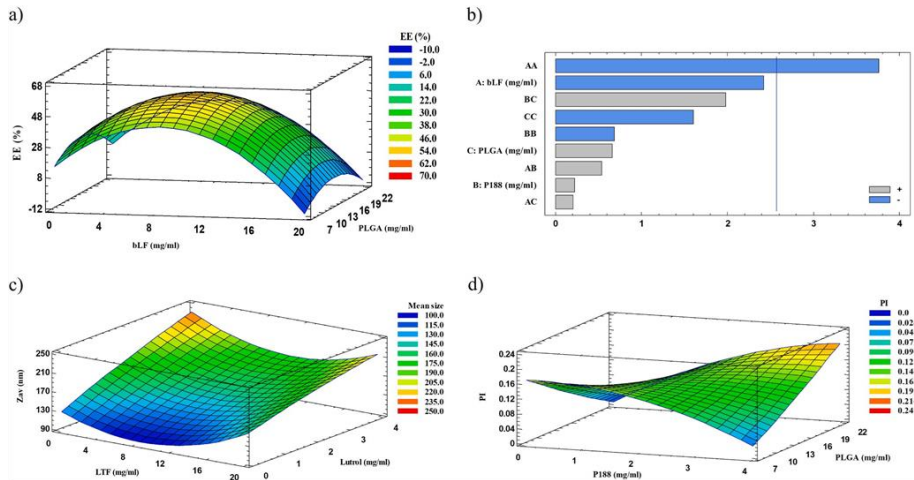 a)
EE (%)
-10.0
-2.0
6.0
14.0
22.0
30.0
38.0
46.0
54.0
62.0
70.0
68
48
28
8
-12
EE (%)
0 4 8 12 16 20
bLF (mg/ml)
7 10 13 16 19 22
PLGA (mg/ml)
b)
AA
A: bLF (mg/ml)
BC
CC
BB
C: PLGA (mg/ml)
AB
B: P188 (mg/ml)
AC
+
-
0 1 2 3 4
c)
Mean size
100.0
115.0
130.0
145.0
160.0
175.0
190.0
205.0
220.0
235.0
250.0
250
210
170
130
90
Zav (nm)
0 4 8 12 16 20
LTF (mg/ml)
0 1 2 3 4
Lutrol (mg/ml)
d)
PI
0.0
0.02
0.04
0.07
0.09
0.12
0.14
0.16
0.19
0.21
0.24
0.24
0.20
0.16
0.12
0.08
0.04
0
PI
0 1 2 3 4
P188 (mg/ml)
7 10 13 16 19 22
PLGA (mg/ml)